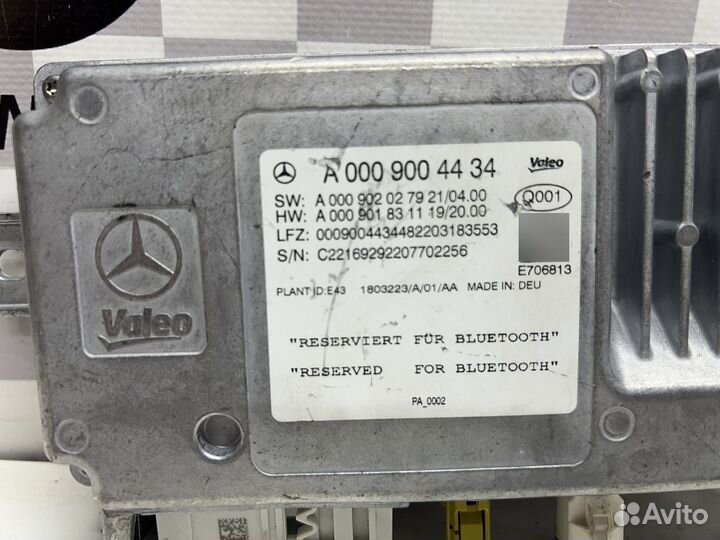 A 000 900 44 34
Valeo
SW: A 000 902 02 79 21/04.00
HW: A 000 901 83 11 19/20.00
Q001
LFZ: 00090044344822031​83553
S/N: C22169292207702256
E706813
PLANT ID:E43 1803223/A/01/AA MADE IN: DEU
"RESERVIERT FÜR BLUETOOTH"
"RESERVED FOR BLUETOOTH"
PA_0002
Valeo
Avito